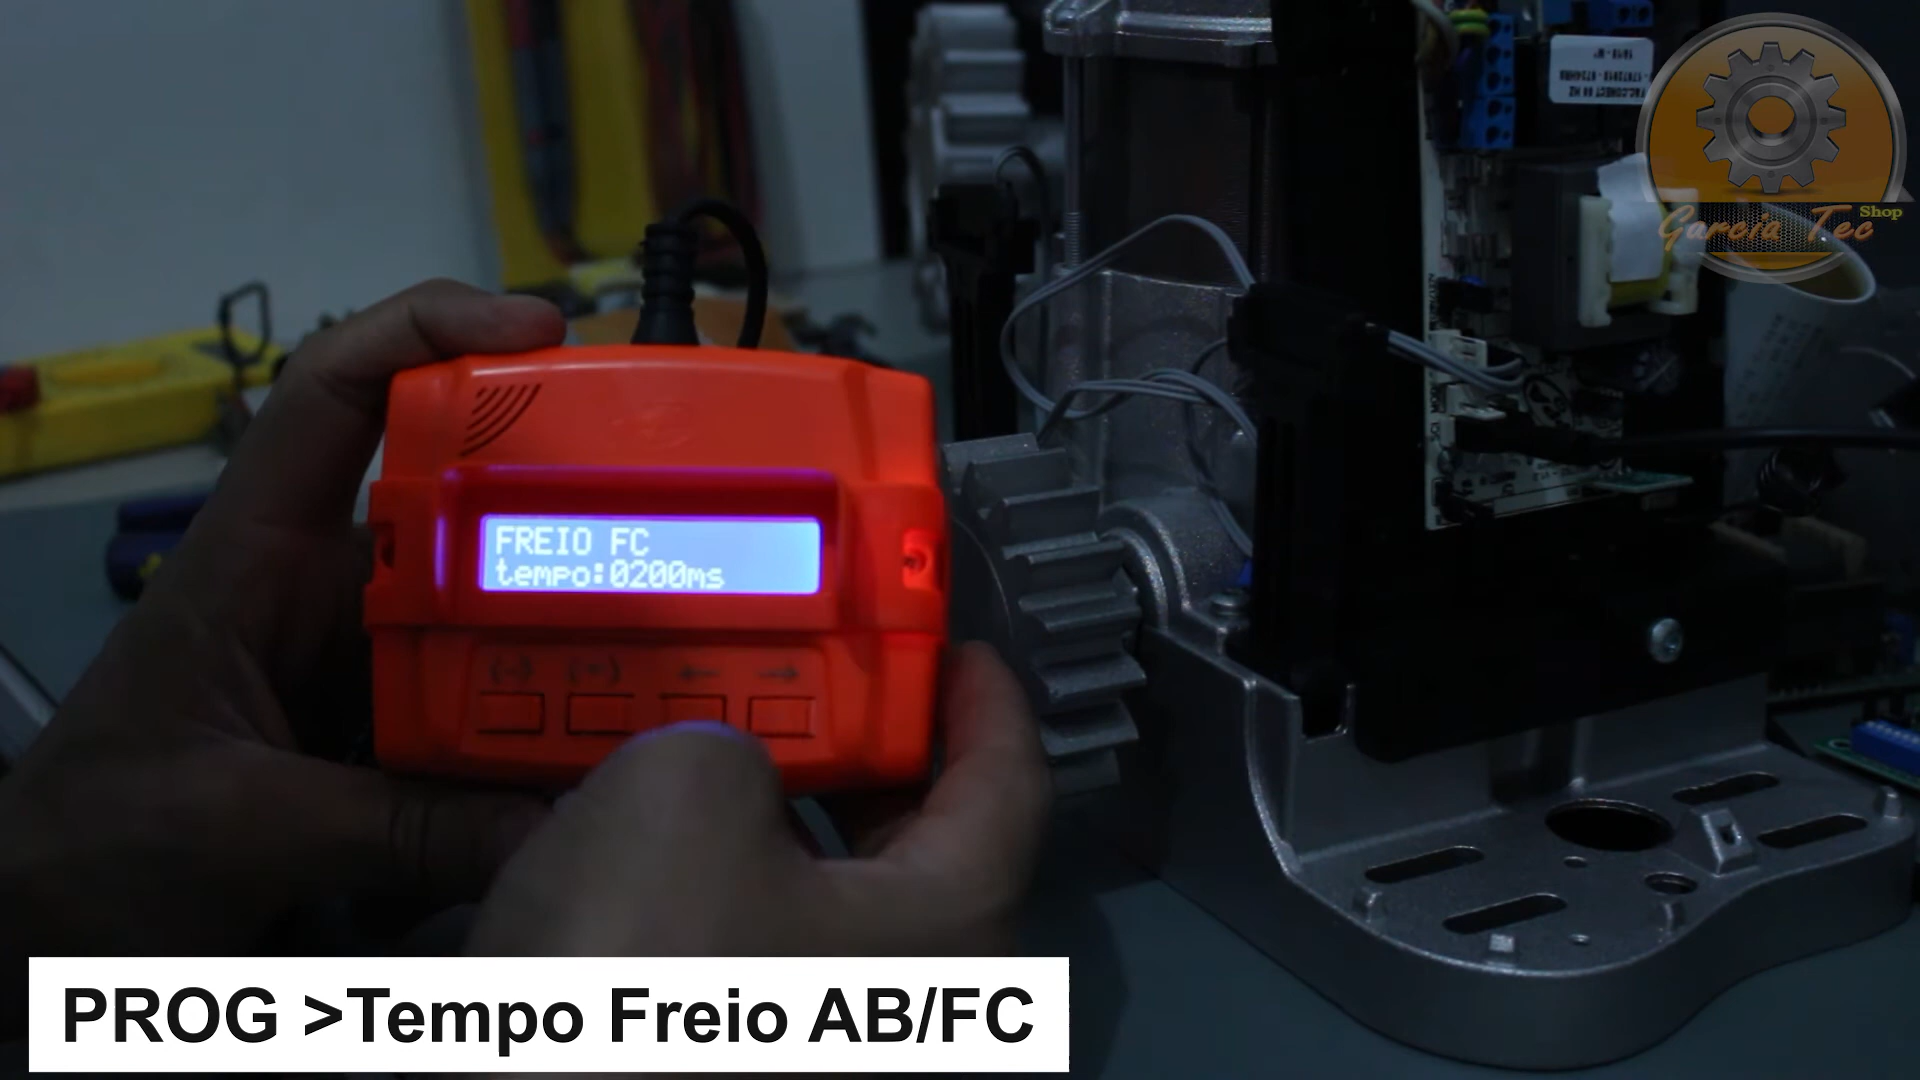 Garcia Tec
Shop
FREIO FC
tempo:0200ms
(-) (+) ← →
PROG >Tempo Freio AB/FC